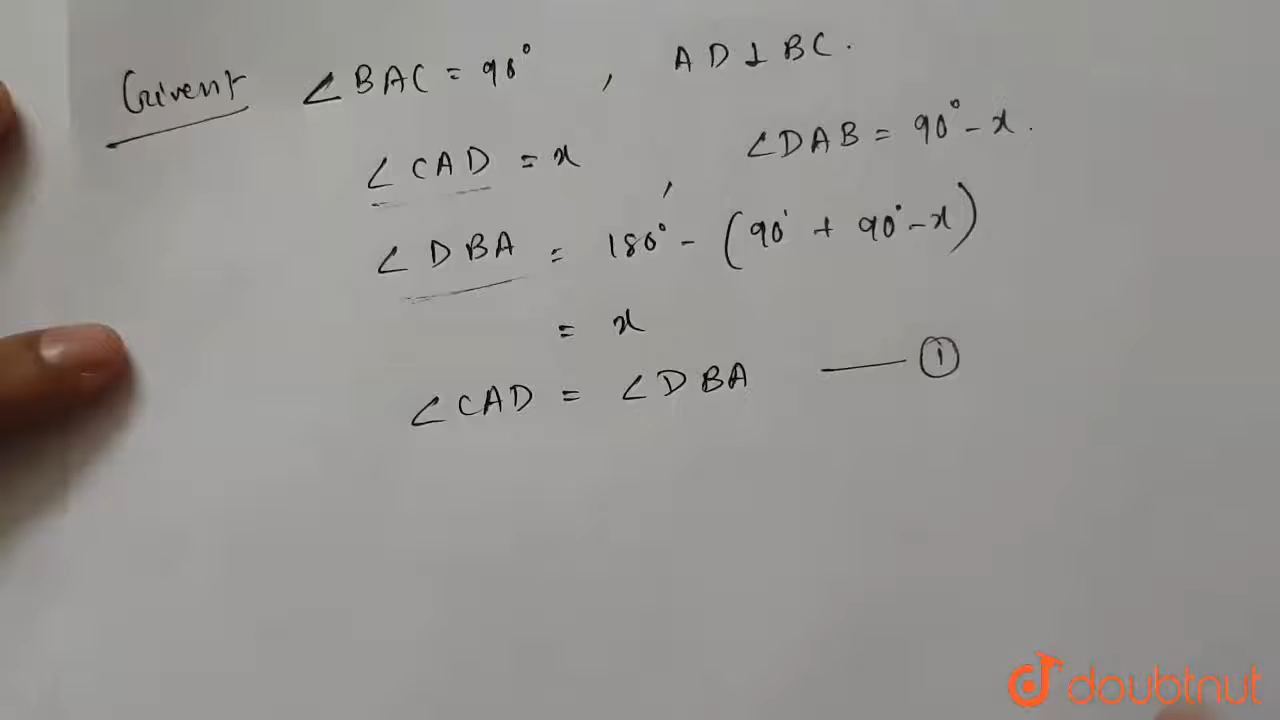 Given ∠BAC = 90° , AD⊥BC.
∠CAD = x , ∠DAB = 90° - x.
∠DBA = 180° - (90° + 90° - x)
= x
∠CAD = ∠DBA —— ①
doubtnut